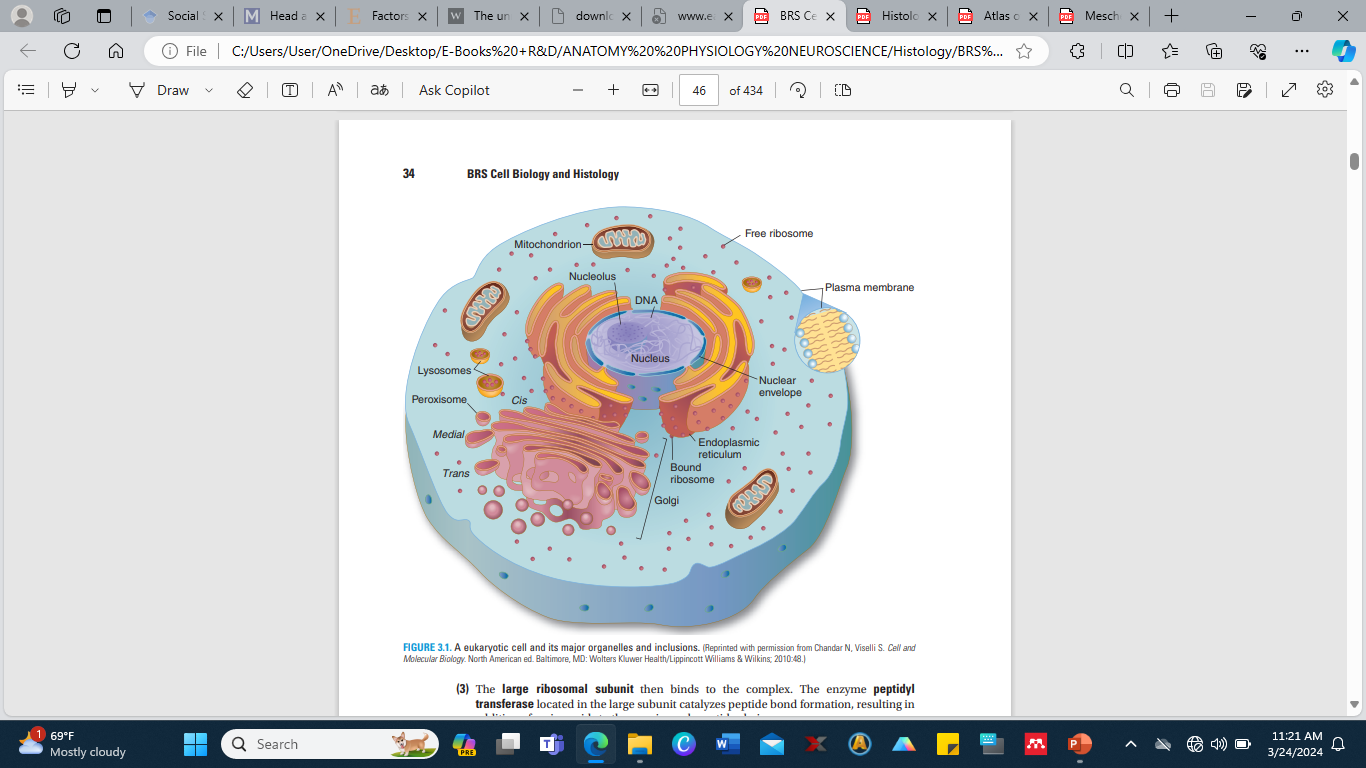 Social S
Head a
Factors
The un
downlo
www.ea
BRS Ce
Histolo
Atlas o
Mesche
File
C:/Users/User/OneDrive/Desktop/E-Books%20+R&D/ANATOMY%20%20PHYSIOLOGY%20NEUROSCIENCE/Histology/BRS%...
Draw
Ask Copilot
46 of 434
34 BRS Cell Biology and Histology
Free ribosome
Mitochondrion
Nucleolus
Plasma membrane
DNA
Nucleus
Lysosomes
Nuclear
envelope
Peroxisome
Cis
Medial
Endoplasmic
reticulum
Trans
Bound
ribosome
Golgi
FIGURE 3.1. A eukaryotic cell and its major organelles and inclusions. (Reprinted with permission from Chandar N, Viselli S. Cell and
Molecular Biology. North American ed. Baltimore, MD: Wolters Kluwer Health/Lippincott Williams & Wilkins; 2010:48.)
(3) The large ribosomal subunit then binds to the complex. The enzyme peptidyl
transferase located in the large subunit catalyzes peptide bond formation, resulting in
1
69°F
Mostly cloudy
Search
PRE
11:21 AM
3/24/2024